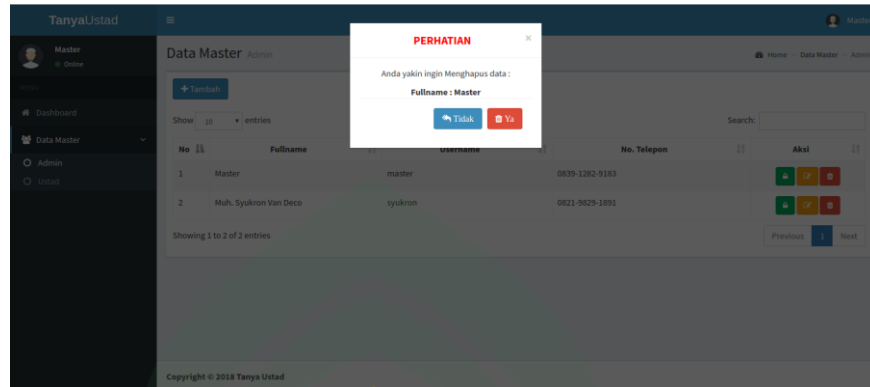 TanyaUstad
Master
Master
Online
Data Master Admin
Home
Data Master
Admin
PERHATIAN
×
Anda yakin ingin Menghapus data :
Fullname : Master
Tidak
Ya
MENU
Dashboard
Data Master
Admin
Ustad
+ Tambah
Show 10 entries
Search:
No Fullname Username No. Telepon Aksi
1 Master master 0839-1282-9183
2 Muh. Syukron Van Deco syukron 0821-9829-1891
Showing 1 to 2 of 2 entries
Previous 1 Next
Copyright © 2018 Tanya Ustad